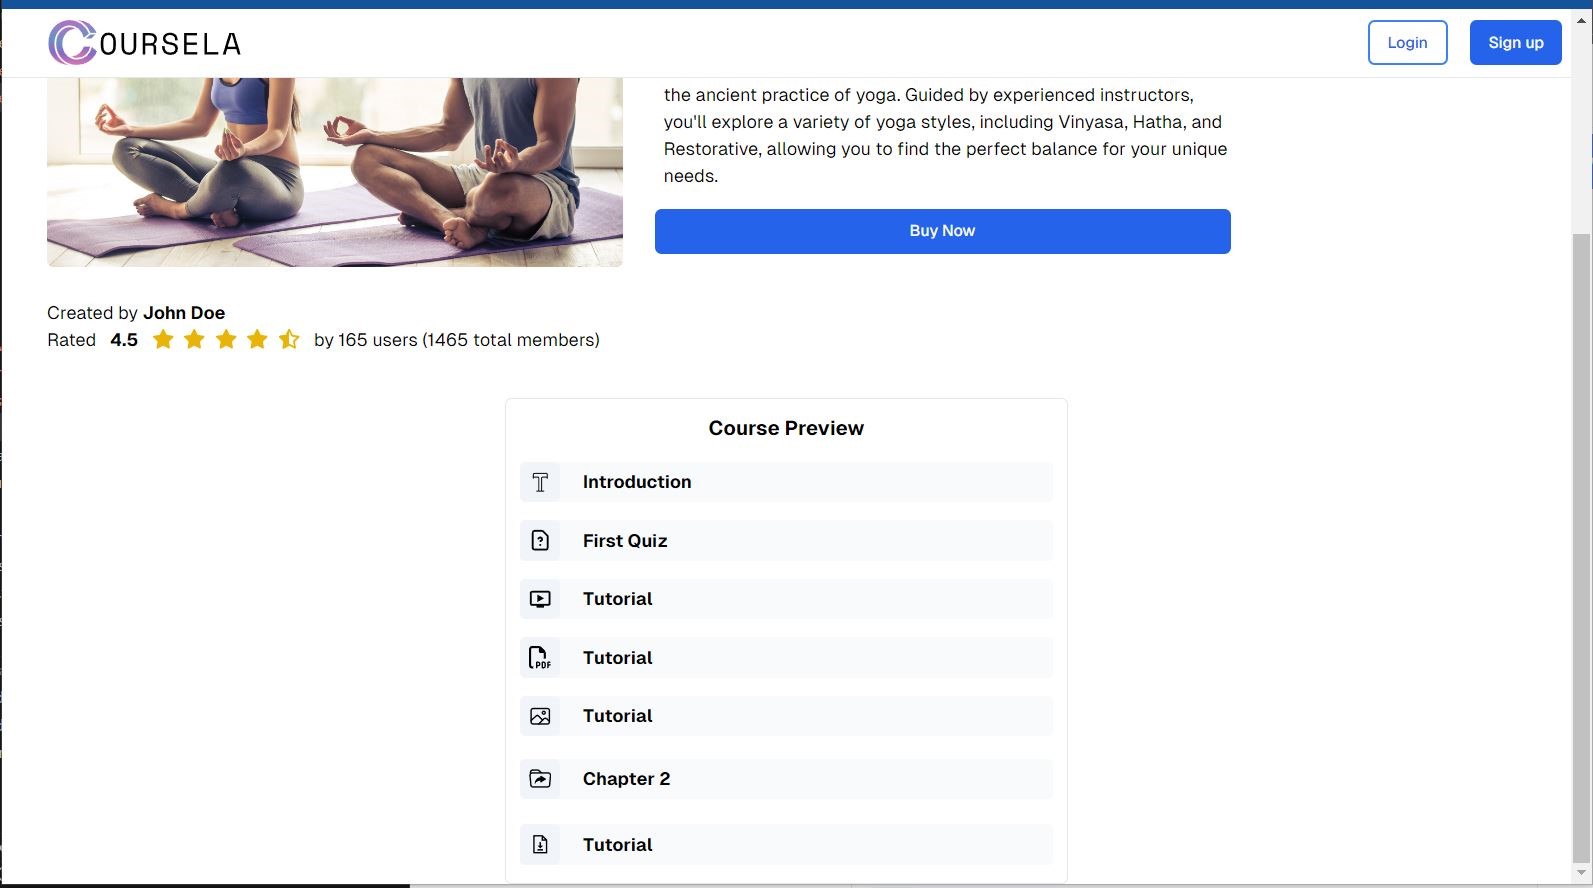 COURSELA
Login
Sign up
the ancient practice of yoga. Guided by experienced instructors,
you'll explore a variety of yoga styles, including Vinyasa, Hatha, and
Restorative, allowing you to find the perfect balance for your unique
needs.
Buy Now
Created by John Doe
Rated 4.5 by 165 users (1465 total members)
Course Preview
Introduction
First Quiz
Tutorial
PDF Tutorial
Tutorial
Chapter 2
Tutorial